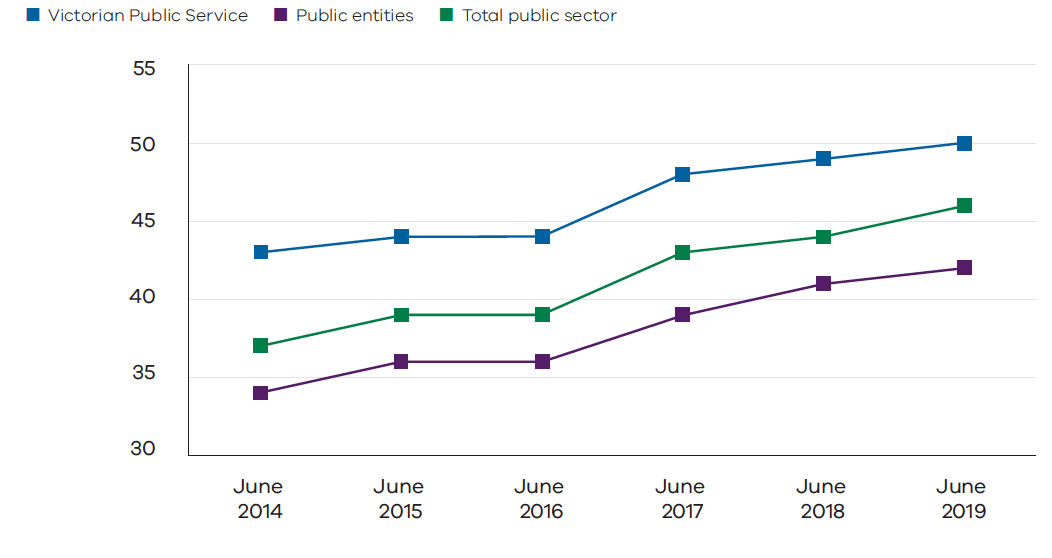 Victorian Public Service Public entities Total public sector
55
50
45
40
35
30
June June June June June June
2014 2015 2016 2017 2018 2019